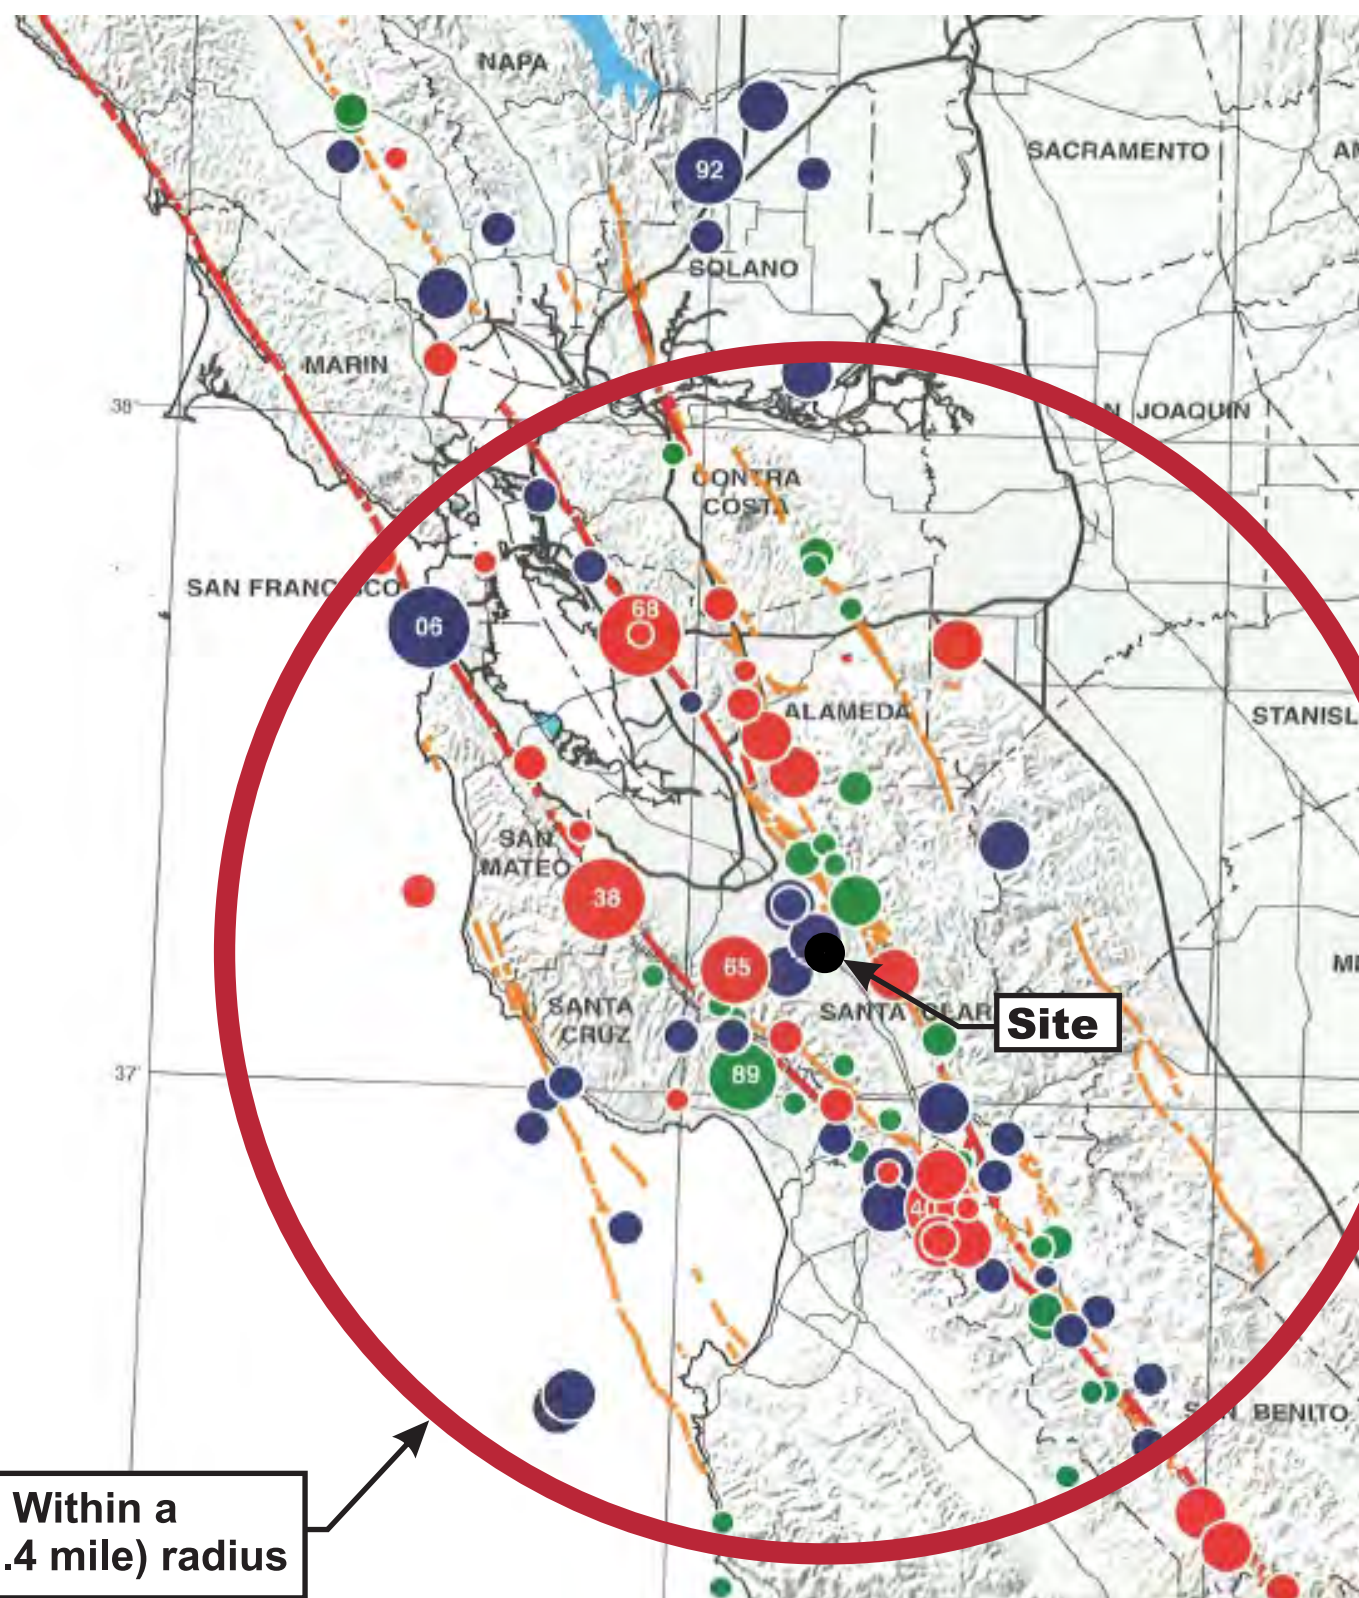 NAPA
SACRAMENTO
92
SOLANO
MARIN
38°
JOAQUIN
CONTRA
COSTA
SAN FRANCISCO
06
68
ALAMEDA
STANISL
SAN
MATEO
38
65
SANTA
CRUZ
SANTA CLAR
Site
37'
89
BENITO
Within a
.4 mile) radius